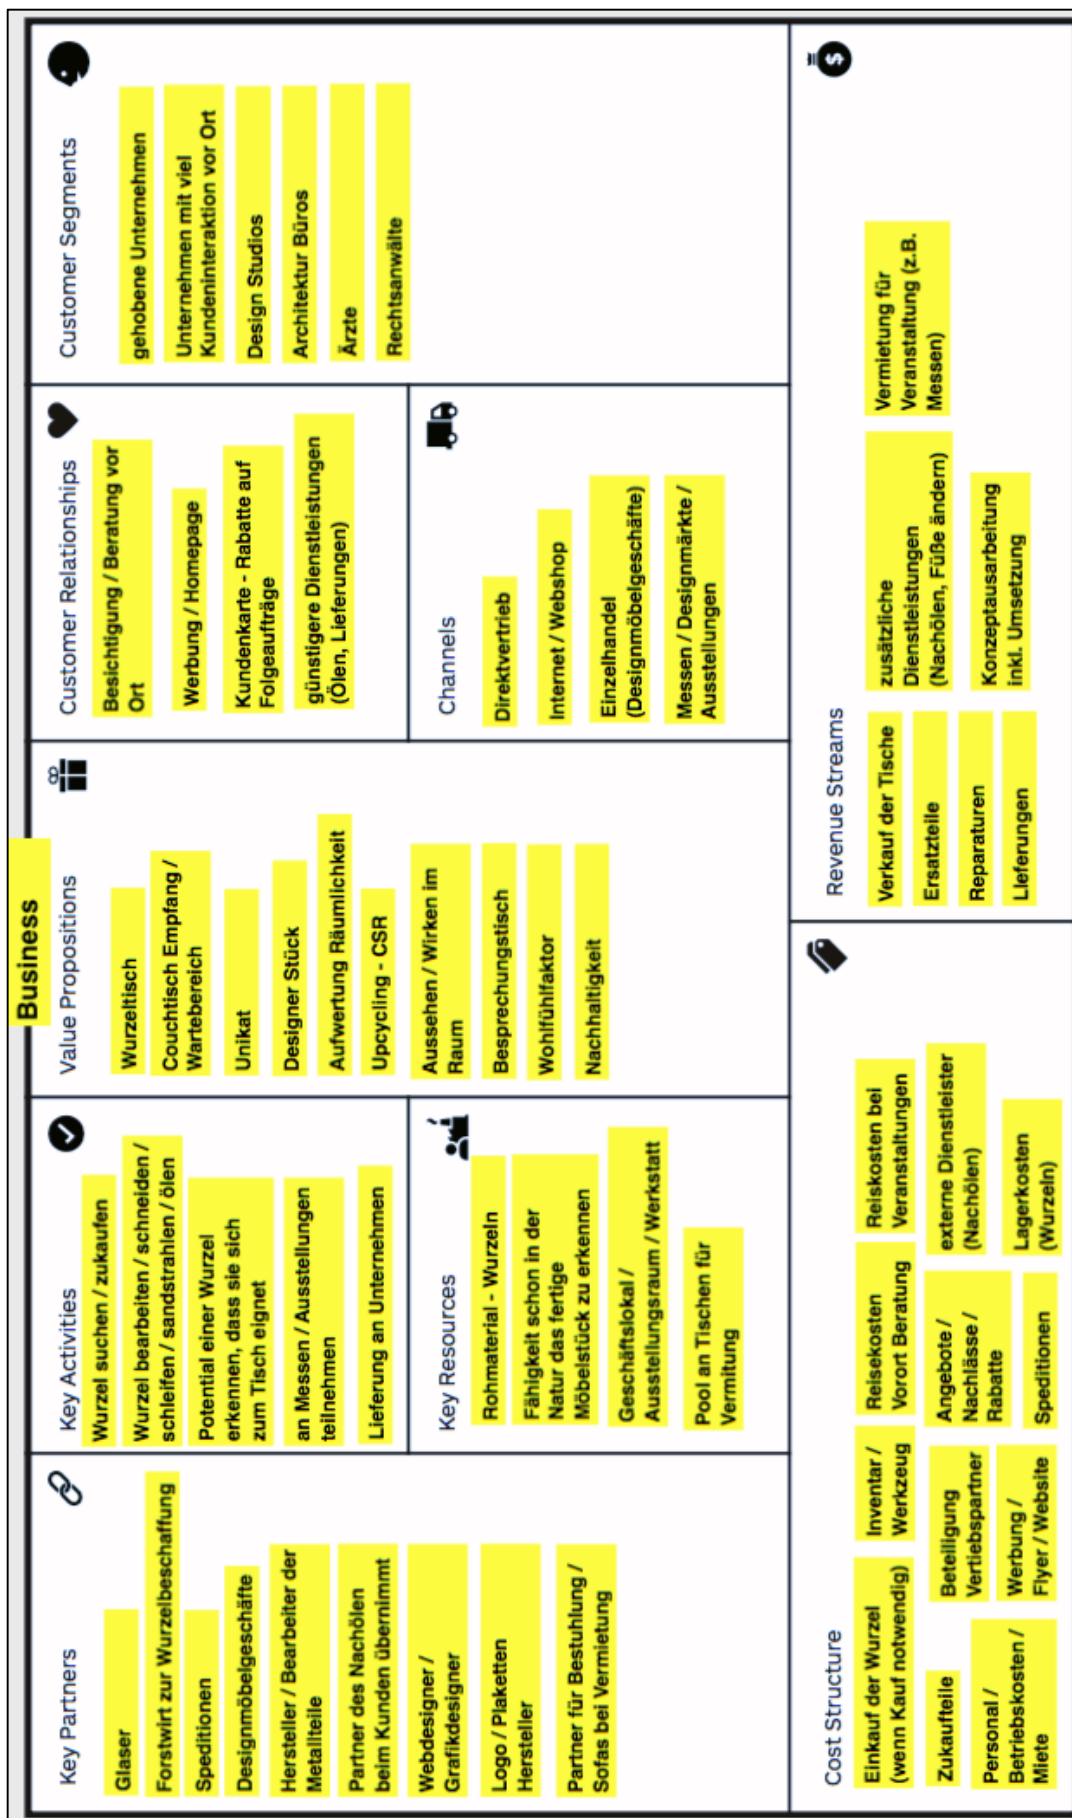 Business
Key Partners
Glaser
Forstwirt zur Wurzelbeschaffung
Speditionen
Designmöbelgeschäfte
Hersteller / Bearbeiter der
Metallteile
Partner des Nachölen
beim Kunden übernimmt
Webdesigner /
Grafikdesigner
Logo / Plaketten
Hersteller
Partner für Bestuhlung /
Sofas bei Vermietung
Key Activities
Wurzel suchen / zukaufen
Wurzel bearbeiten / schneiden /
schleifen / sandstrahlen / ölen
Potential einer Wurzel
erkennen, dass sie sich
zum Tisch eignet
an Messen / Ausstellungen
teilnehmen
Lieferung an Unternehmen
Key Resources
Rohmaterial - Wurzeln
Fähigkeit schon in der
Natur das fertige
Möbelstück zu erkennen
Geschäftslokal /
Ausstellungsraum / Werkstatt
Pool an Tischen für
Vermitung
Value Propositions
Wurzeltisch
Couchtisch Empfang /
Wartebereich
Unikat
Designer Stück
Aufwertung Räumlichkeit
Upcycling - CSR
Aussehen / Wirken im
Raum
Besprechungstisch
Wohlfühlfaktor
Nachhaltigkeit
Customer Relationships
Besichtigung / Beratung vor
Ort
Werbung / Homepage
Kundenkarte - Rabatte auf
Folgeaufträge
günstigere Dienstleistungen
(Ölen, Lieferungen)
Channels
Direktvertrieb
Internet / Webshop
Einzelhandel
(Designmöbelgeschäfte)
Messen / Designmärkte /
Ausstellungen
Customer Segments
gehobene Unternehmen
Unternehmen mit viel
Kundeninteraktion vor Ort
Design Studios
Architektur Büros
Ärzte
Rechtsanwälte
Cost Structure
Einkauf der Wurzel
(wenn Kauf notwendig)
Zukaufteile
Personal /
Betriebskosten /
Miete
Inventar /
Werkzeug
Beteiligung
Vertiebspartner
Werbung /
Flyer / Website
Reisekosten
Vorort Beratung
Angebote /
Nachlässe /
Rabatte
Speditionen
Reiskosten bei
Veranstaltungen
externe Dienstleister
(Nachölen)
Lagerkosten
(Wurzeln)
Revenue Streams
Verkauf der Tische
Ersatzteile
Reparaturen
LIeferungen
zusätzliche
Dienstleistungen
(Nachölen, Füße ändern)
Konzeptausarbeitung
inkl. Umsetzung
Vermietung für
Veranstaltung (z.B.
Messen)